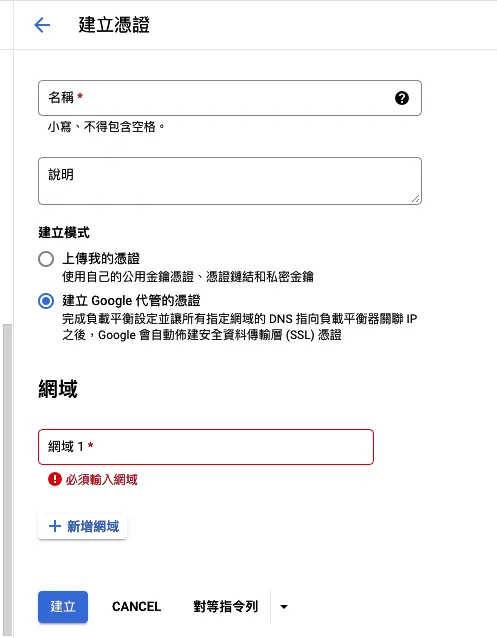 建立憑證
名稱 *
小寫、不得包含空格。
說明
建立模式
上傳我的憑證
使用自己的公用金鑰憑證、憑證鏈結和私密金鑰
建立 Google 代管的憑證
完成負載平衡設定並讓所有指定網域的 DNS 指向負載平衡器關聯 IP
之後，Google 會自動佈建安全資料傳輸層 (SSL) 憑證
網域
網域 1 *
必須輸入網域
新增網域
建立 CANCEL 對等指令列